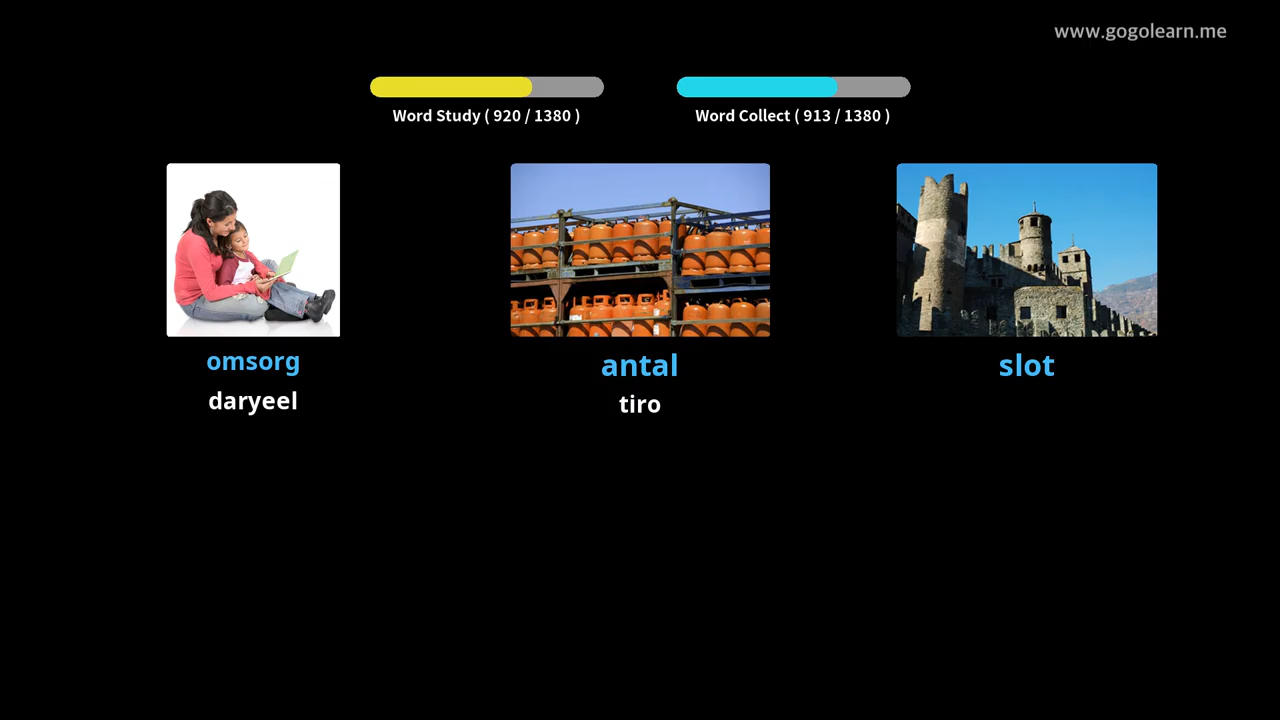 www.gogolearn.me
Word Study ( 920 / 1380 )
Word Collect ( 913 / 1380 )
omsorg
daryeel
antal
tiro
slot